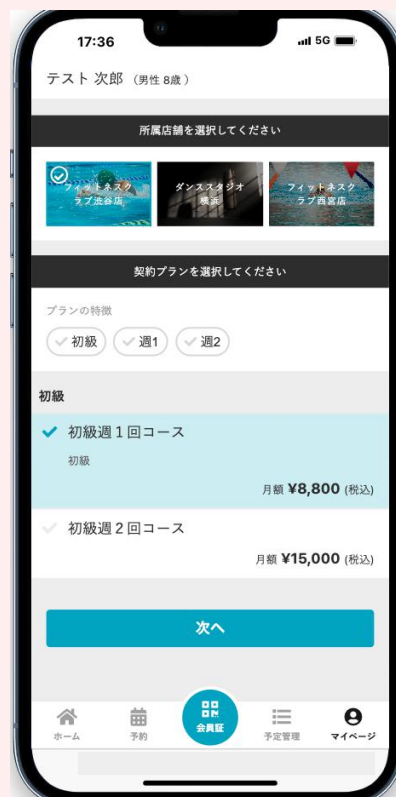 17:36
5G
テスト 次郎 （男性 8歳 ）
所属店舗を選択してください
フィットネスク
ラブ渋谷店
ダンススタジオ
横浜
フィットネスク
ラブ西宮店
契約プランを選択してください
プランの特徴
初級
週1
週2
初級
初級週１回コース
初級
月額 ¥8,800 (税込)
初級週２回コース
月額 ¥15,000 (税込)
次へ
ホーム
予約
会員証
予定管理
マイページ